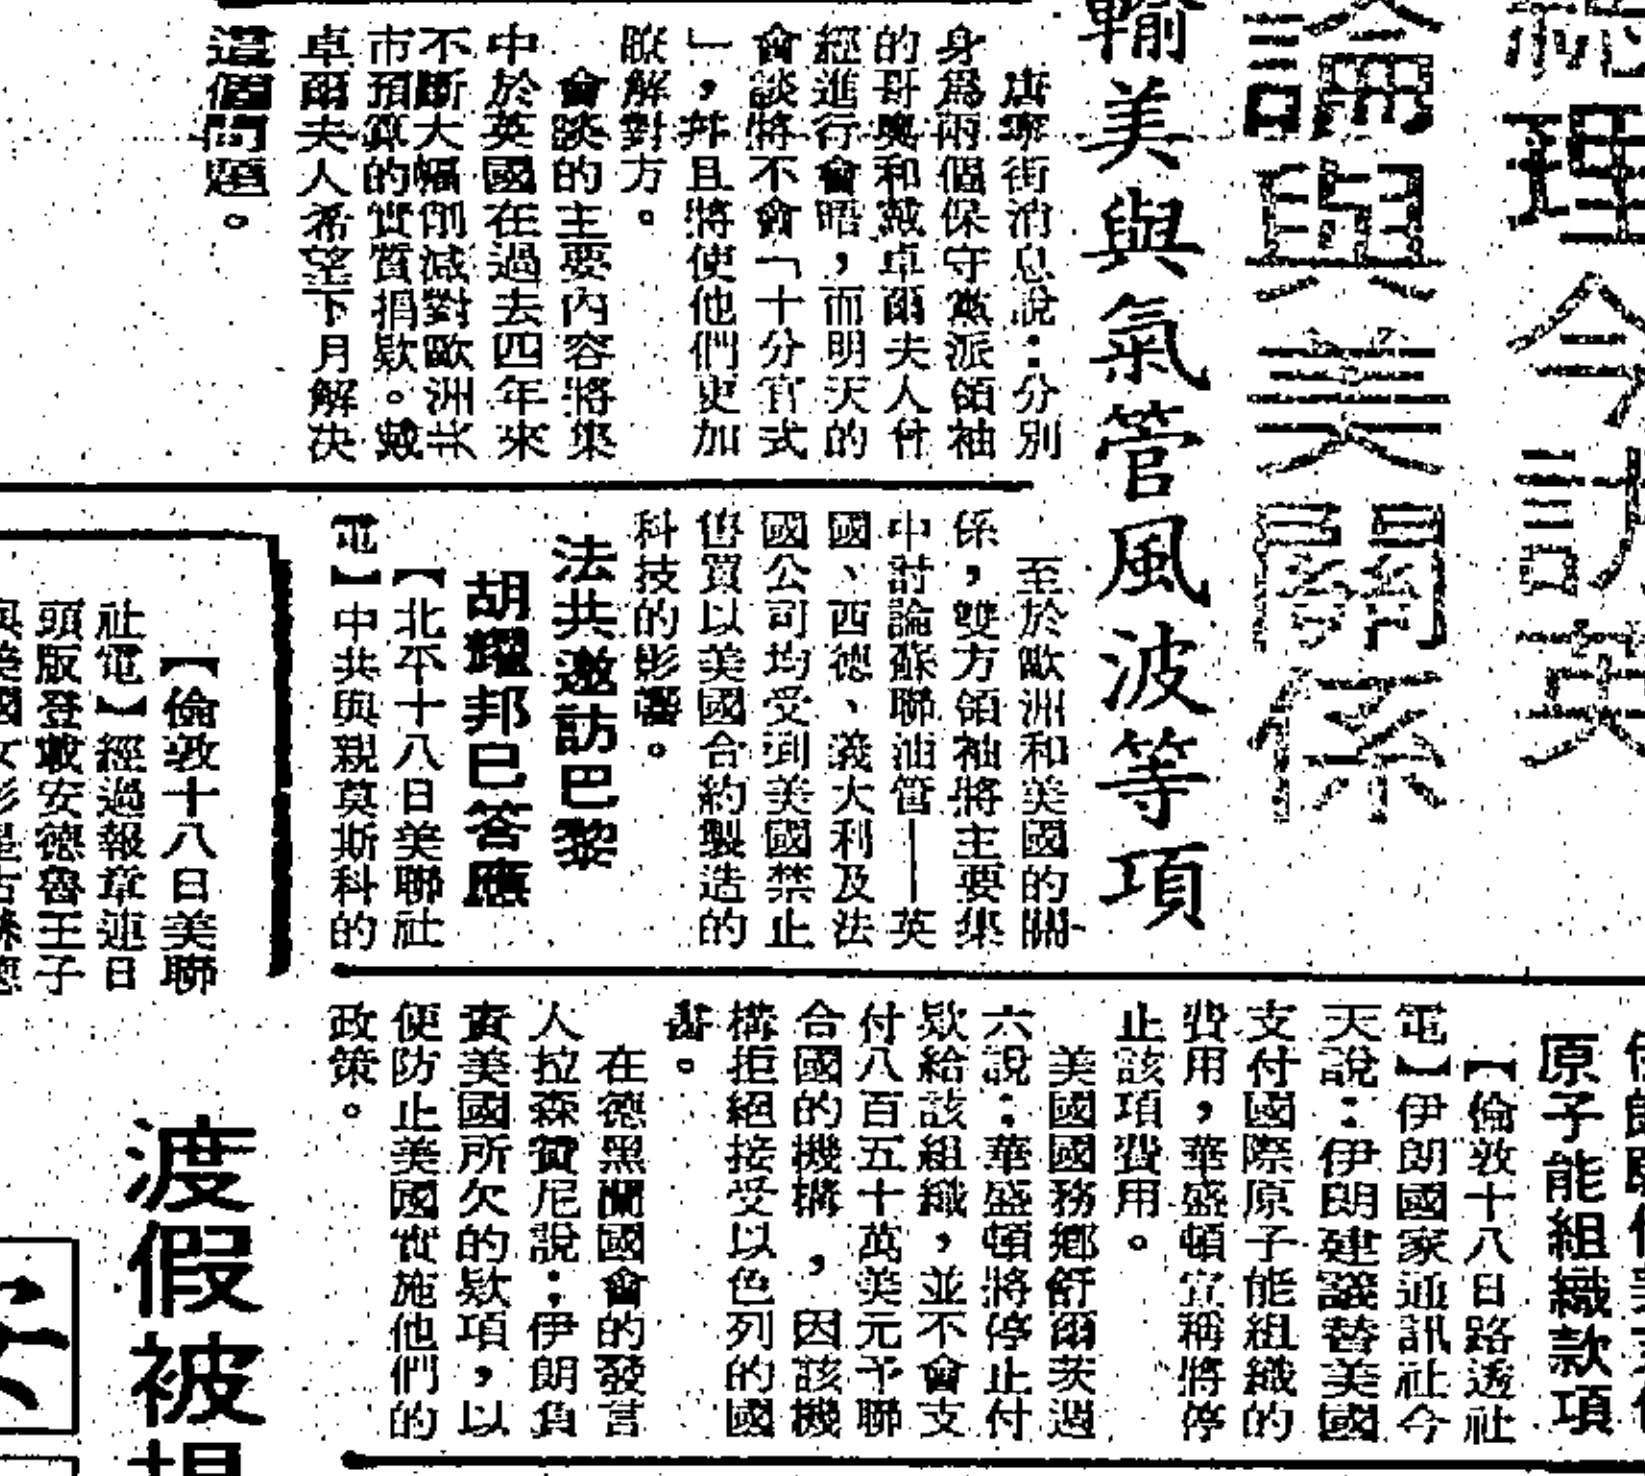 理今訪英
論與美關係
輸美與氣管風波等項
唐寧街消息說：分別
身為兩個保守黨派領袖
的哥奧和戴卓爾夫人付
經進行會晤，而明天的
會談將不會「十分官式
」，并且將使他們更加
瞭解對方。
會談的主要內容將集
中於英國在過去四年來
不斷大幅削減對歐洲共
市預算的實質捐欵。戴
卓爾夫人希望下月解決
這個問題。
至於歐洲和美國的關
係，雙方領袖將主要集
中討論蘇聯油管——英
國、西德、義大利及法
國公司均受到美國禁止
售買以美國合約製造的
科技的影響。
法共邀訪巴黎
胡耀邦已答應
【北平十八日美聯社
電】中共與親莫斯科的
【倫敦十八日美聯
社電】經過報章連日
頭版登載安德魯王子
原子能組織款項
【倫敦十八日路透社
電】伊朗國家通訊社今
天說：伊朗建議替美國
支付國際原子能組織的
費用，華盛頓宣稱將停
止該項費用。
美國國務鄉舒爾茨週
六說：華盛頓將停止付
欵給該組織，並不會支
付八百五十萬美元予聯
合國的機構，因該機
構拒絕接受以色列的國
書。
在德黑蘭國會的發言
人拉森賀尼說：伊朗負
責美國所欠的欵項，以
便防止美國實施他們的
政策。
渡假被